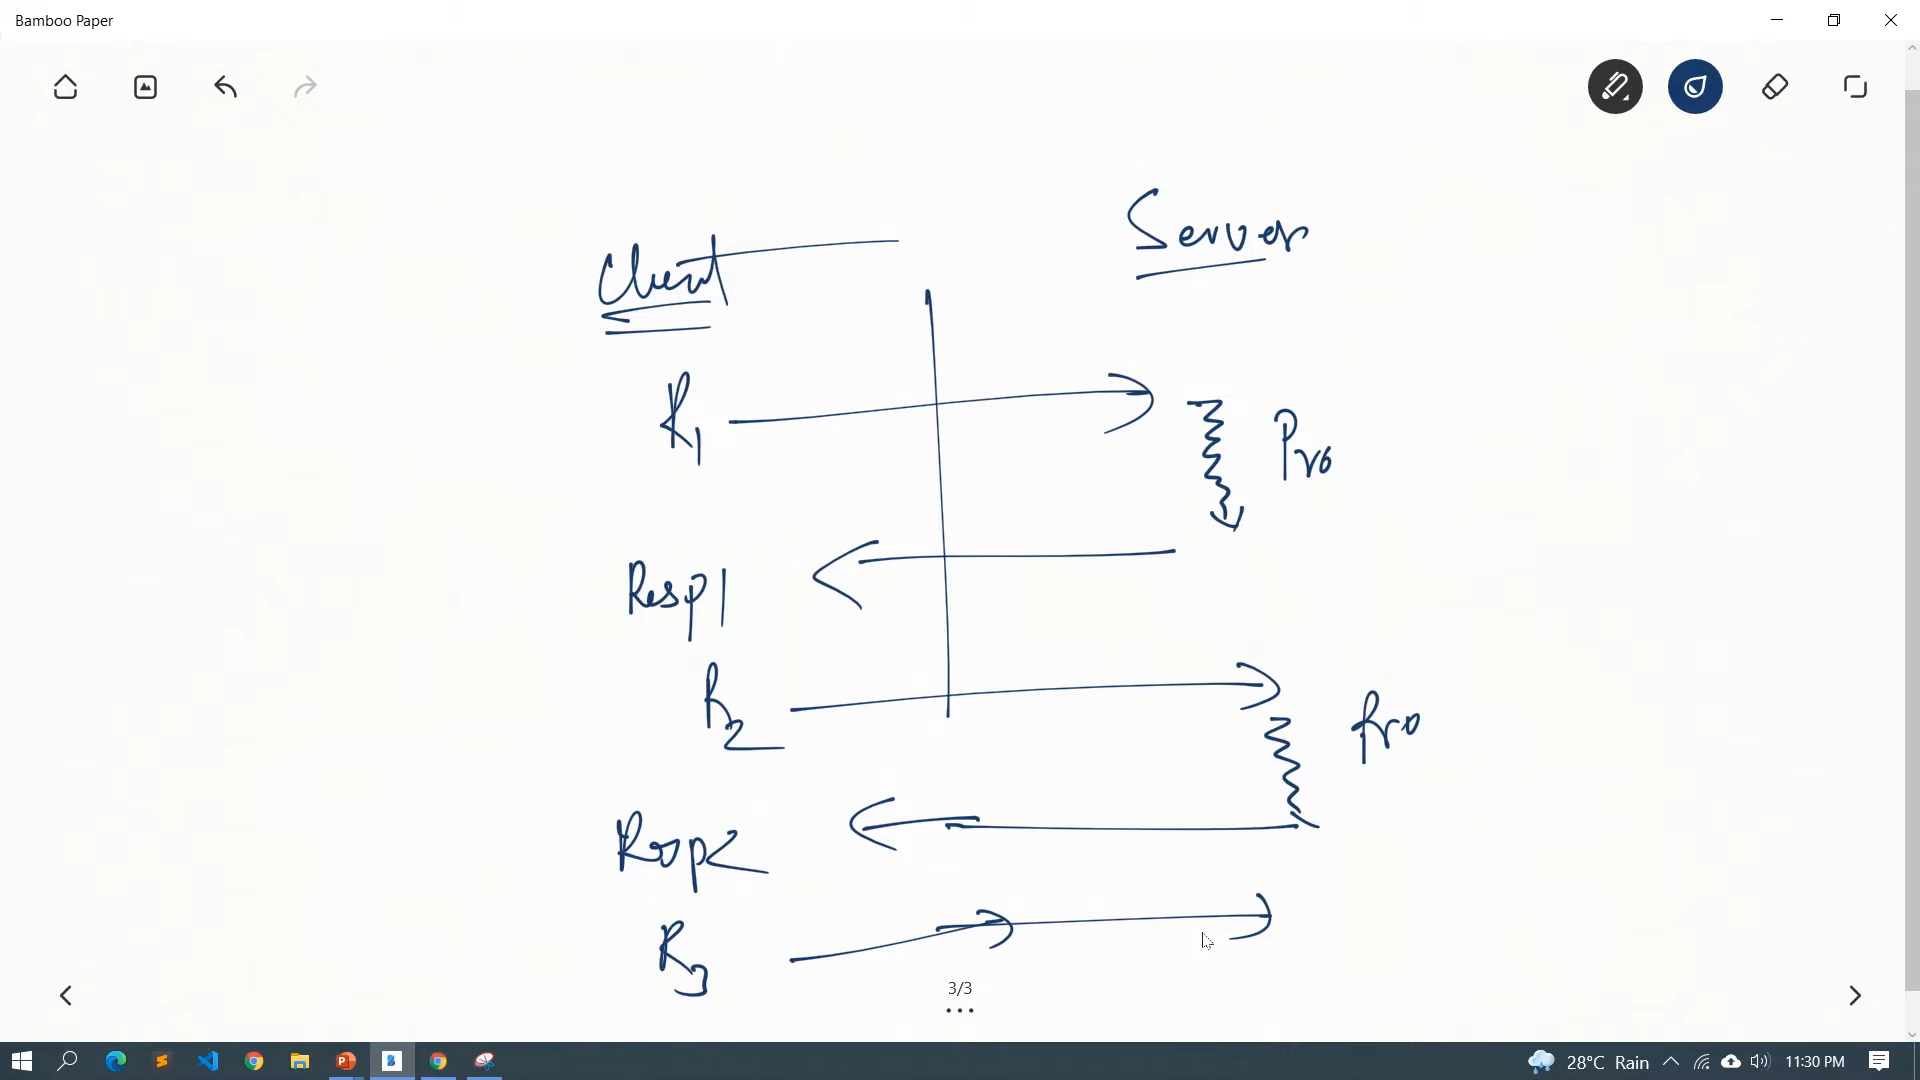 Bamboo Paper
Server
Client
R1
Pro
Resp1
R2
Pro
Resp2
R3
3/3
28°C Rain
11:30 PM